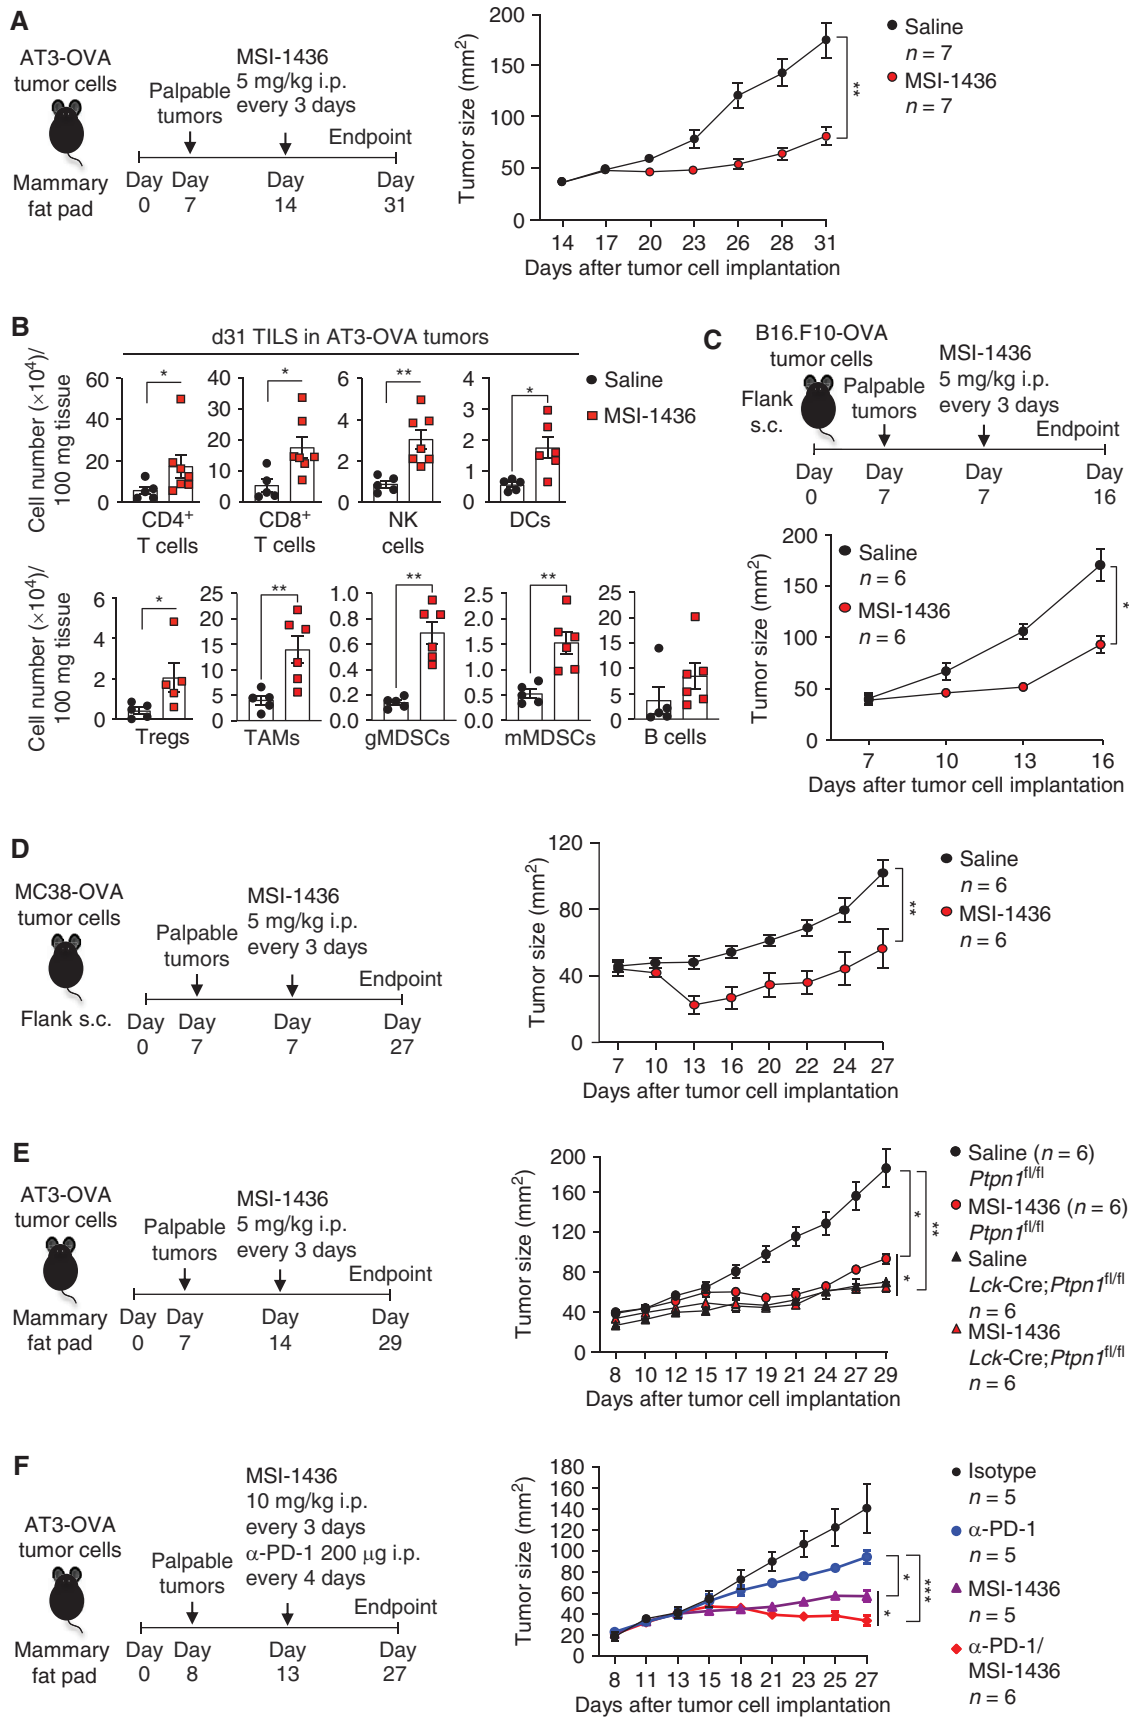 A
AT3-OVA
tumor cells
Mammary
fat pad
Palpable
tumors
MSI-1436
5 mg/kg i.p.
every 3 days
Endpoint
Day Day Day Day
0 7 14 31
Tumor size (mm²)
200
150
100
50
0
14 17 20 23 26 28 31
Days after tumor cell implantation
**
Saline
n = 7
MSI-1436
n = 7
B
d31 TILS in AT3-OVA tumors
Saline
MSI-1436
Cell number (×10⁴)/
100 mg tissue
60
40
20
0
*
CD4⁺
T cells
40
30
20
10
0
*
CD8⁺
T cells
6
4
2
0
**
NK
cells
4
3
2
1
0
*
DCs
Cell number (×10⁴)/
100 mg tissue
6
4
2
0
*
Tregs
25
20
15
10
5
0
**
TAMs
1.0
0.8
0.6
0.4
0.2
0.0
**
gMDSCs
2.5
2.0
1.5
1.0
0.5
0.0
**
mMDSCs
25
20
15
10
5
0
B cells
C
B16.F10-OVA
tumor cells
Flank
s.c.
Palpable
tumors
MSI-1436
5 mg/kg i.p.
every 3 days
Endpoint
Day Day Day Day
0 7 7 16
Tumor size (mm²)
200
150
100
50
0
7 10 13 16
Days after tumor cell implantation
Saline
n = 6
MSI-1436
n = 6
*
D
MC38-OVA
tumor cells
Flank s.c.
Palpable
tumors
MSI-1436
5 mg/kg i.p.
every 3 days
Endpoint
Day Day Day Day
0 7 7 27
Tumor size (mm²)
120
80
40
0
7 10 13 16 20 22 24 27
Days after tumor cell implantation
**
Saline
n = 6
MSI-1436
n = 6
E
AT3-OVA
tumor cells
Mammary
fat pad
Palpable
tumors
MSI-1436
5 mg/kg i.p.
every 3 days
Endpoint
Day Day Day Day
0 7 14 29
Tumor size (mm²)
200
160
120
80
40
0
8 10 12 15 17 19 21 24 27 29
Days after tumor cell implantation
*
**
*
Saline (n = 6)
Ptpn1fl/fl
MSI-1436 (n = 6)
Ptpn1fl/fl
Saline
Lck-Cre;Ptpn1fl/fl
n = 6
MSI-1436
Lck-Cre;Ptpn1fl/fl
n = 6
F
AT3-OVA
tumor cells
Mammary
fat pad
Palpable
tumors
MSI-1436
10 mg/kg i.p.
every 3 days
α-PD-1 200 μg i.p.
every 4 days
Endpoint
Day Day Day Day
0 8 13 27
Tumor size (mm²)
180
160
140
120
100
80
60
40
20
0
8 11 13 15 18 21 23 25 27
Days after tumor cell implantation
*
***
*
Isotype
n = 5
α-PD-1
n = 5
MSI-1436
n = 5
α-PD-1/
MSI-1436
n = 6